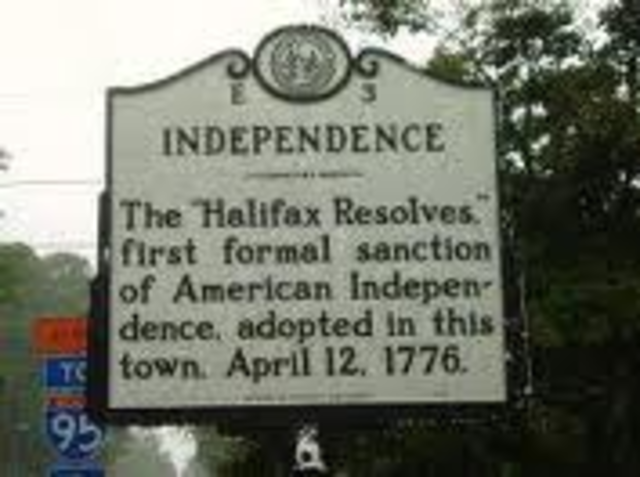 E 3
INDEPENDENCE
The "Halifax Resolves,"
first formal sanction
of American Indepen-
dence, adopted in this
town. April 12, 1776.
TO
95